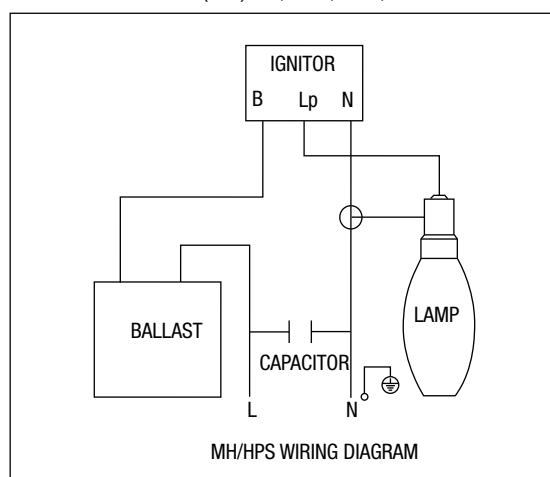 IGNITOR
B Lp N
BALLAST
LAMP
CAPACITOR
L N
MH/HPS WIRING DIAGRAM